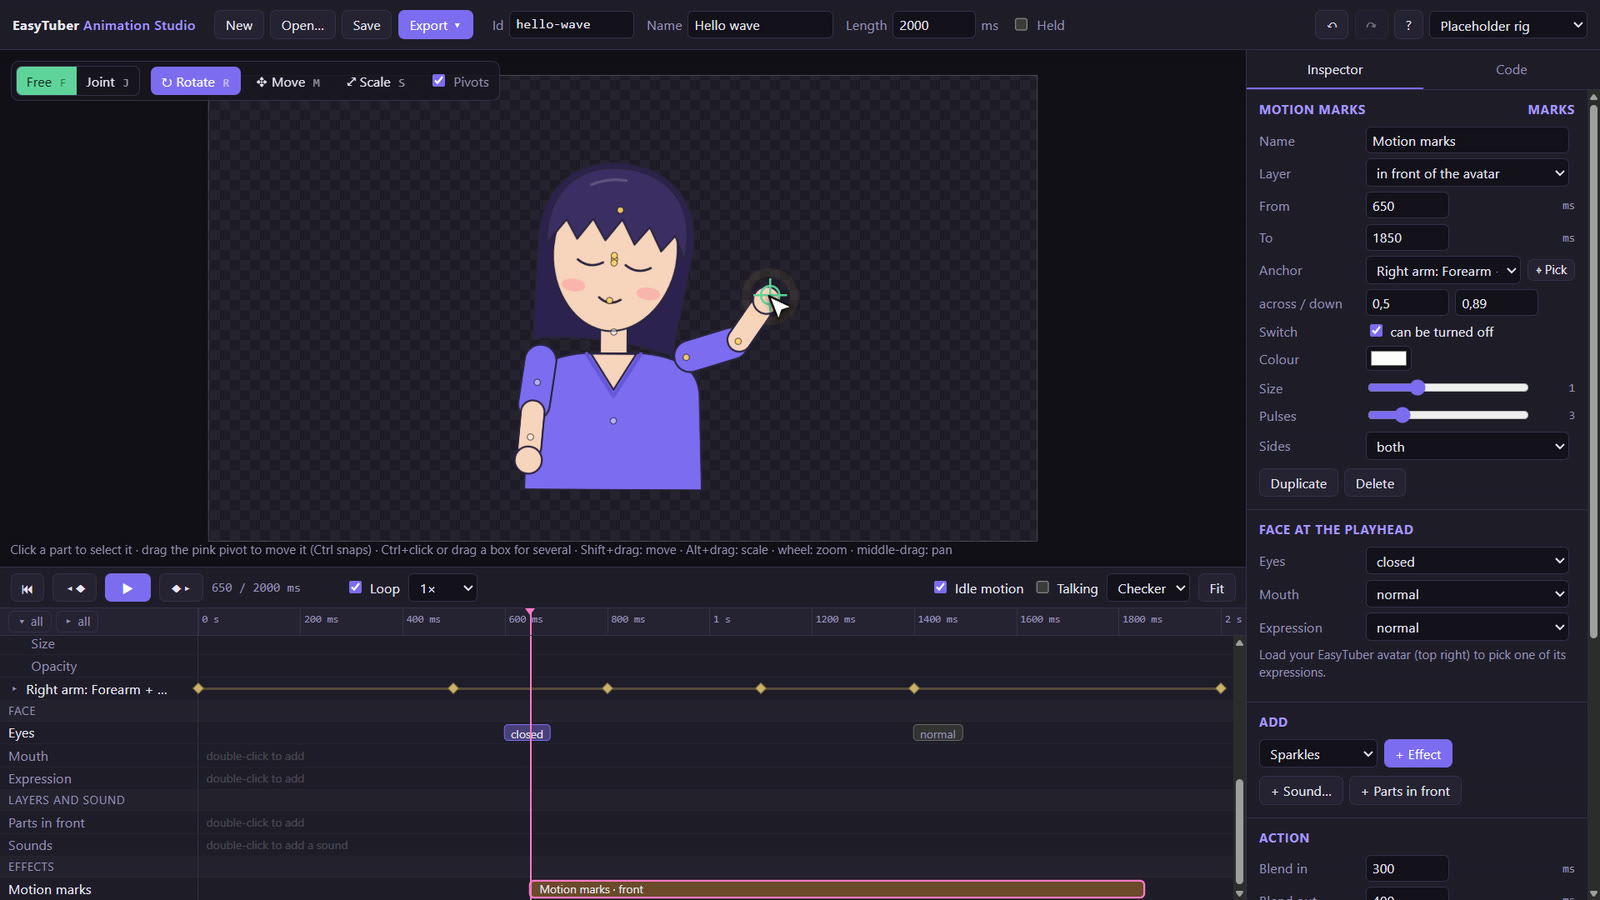 EasyTuber Animation Studio New Open... Save Export ▾ Id hello-wave Name Hello wave Length 2000 ms Held ? Placeholder rig
Free F Joint J Rotate R Move M Scale S Pivots
Inspector Code
MOTION MARKS MARKS
Name Motion marks
Layer in front of the avatar
From 650 ms
To 1850 ms
Anchor Right arm: Forearm Pick
across / down 0,5 0,89
Switch can be turned off
Colour
Size 1
Pulses 3
Sides both
Duplicate Delete
FACE AT THE PLAYHEAD
Eyes closed
Mouth normal
Expression normal
Load your EasyTuber avatar (top right) to pick one of its
expressions.
ADD
Sparkles + Effect
+ Sound... + Parts in front
ACTION
Blend in 300 ms
Click a part to select it · drag the pink pivot to move it (Ctrl snaps) · Ctrl+click or drag a box for several · Shift+drag: move · Alt+drag: scale · wheel: zoom · middle-drag: pan
650 / 2000 ms Loop 1x Idle motion Talking Checker Fit
▾ all ▸ all 0 s 200 ms 400 ms 600 ms 800 ms 1 s 1200 ms 1400 ms 1600 ms 1800 ms 2 s
Size
Opacity
▸ Right arm: Forearm + ...
FACE
Eyes closed normal
Mouth double-click to add
Expression double-click to add
LAYERS AND SOUND
Parts in front double-click to add
Sounds double-click to add a sound
EFFECTS
Motion marks Motion marks · front